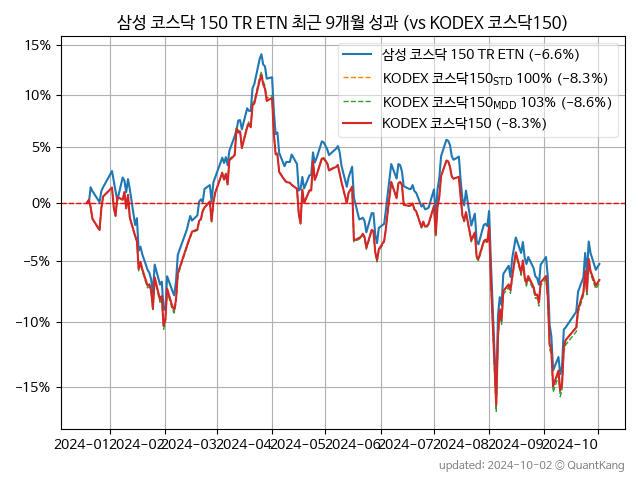 삼성 코스닥 150 TR ETN 최근 9개월 성과 (vs KODEX 코스닥150)
삼성 코스닥 150 TR ETN (−6.6%)
KODEX 코스닥150STD 100% (−8.3%)
KODEX 코스닥150MDD 103% (−8.6%)
KODEX 코스닥150 (−8.3%)
15%
10%
5%
0%
−5%
−10%
−15%
2024-01 2024-02 2024-03 2024-04 2024-05 2024-06 2024-07 2024-08 2024-09 2024-10
updated: 2024-10-02 © QuantKang